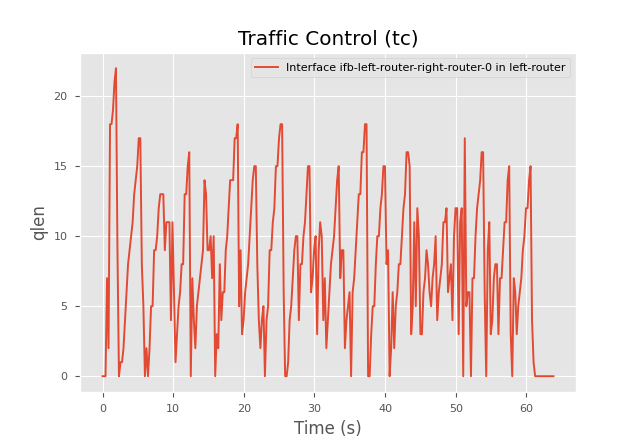 Traffic Control (tc)
Interface ifb-left-router-right-router-0 in left-router
20
15
10
5
0
qlen
0 10 20 30 40 50 60
Time (s)